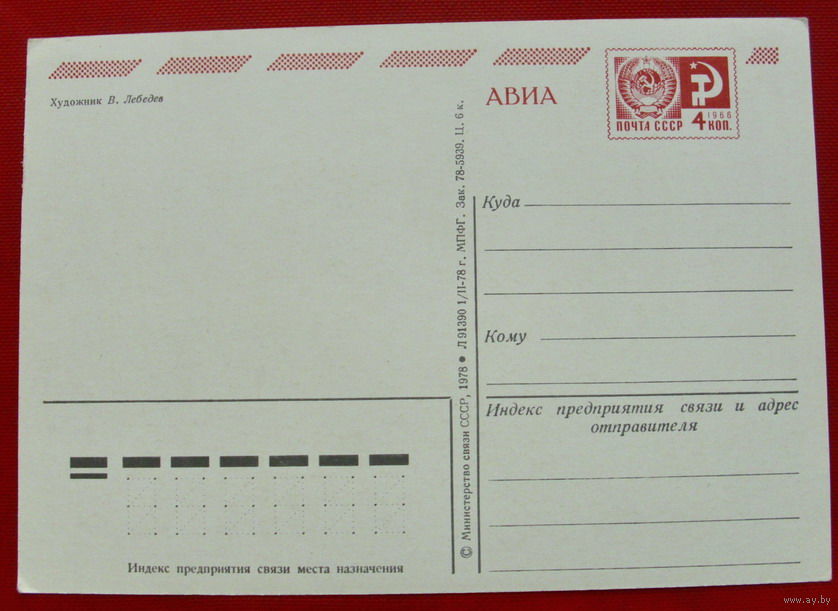 Художник В. Лебедев
АВИА
ПОЧТА СССР 4 1966 КОП.
Куда
Кому
Индекс предприятия связи и адрес
отправителя
© Министерство связи СССР, 1978 ● Л 91390 1/II-78 г. МПФГ. Зак. 78-5939. Ц. 6 к.
Индекс предприятия связи места назначения
www.ay.by